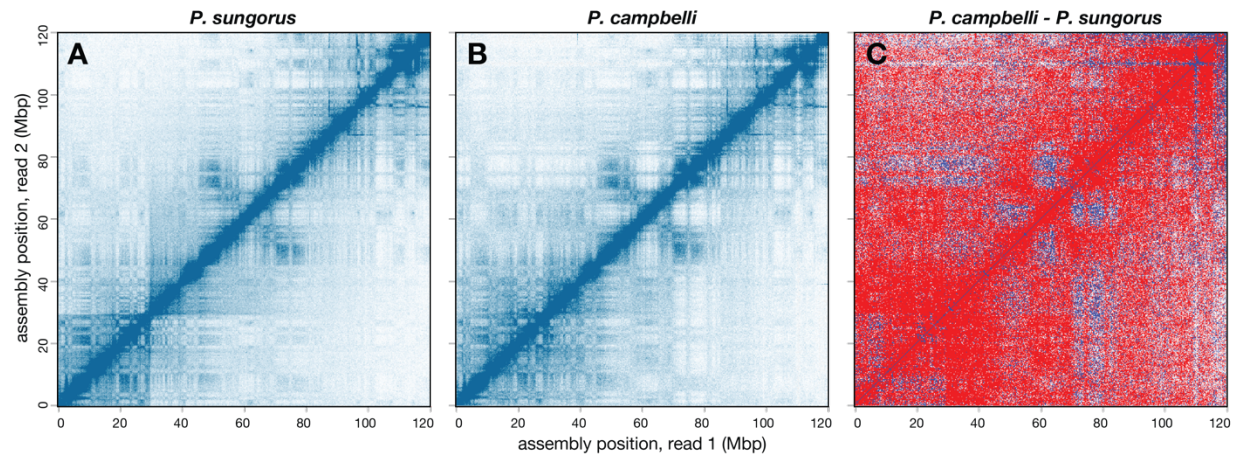 P. sungorus
P. campbelli
P. campbelli - P. sungorus
A
B
C
assembly position, read 2 (Mbp)
120
100
80
60
40
20
0
0 20 40 60 80 100 120
0 20 40 60 80 100 120
0 20 40 60 80 100 120
assembly position, read 1 (Mbp)